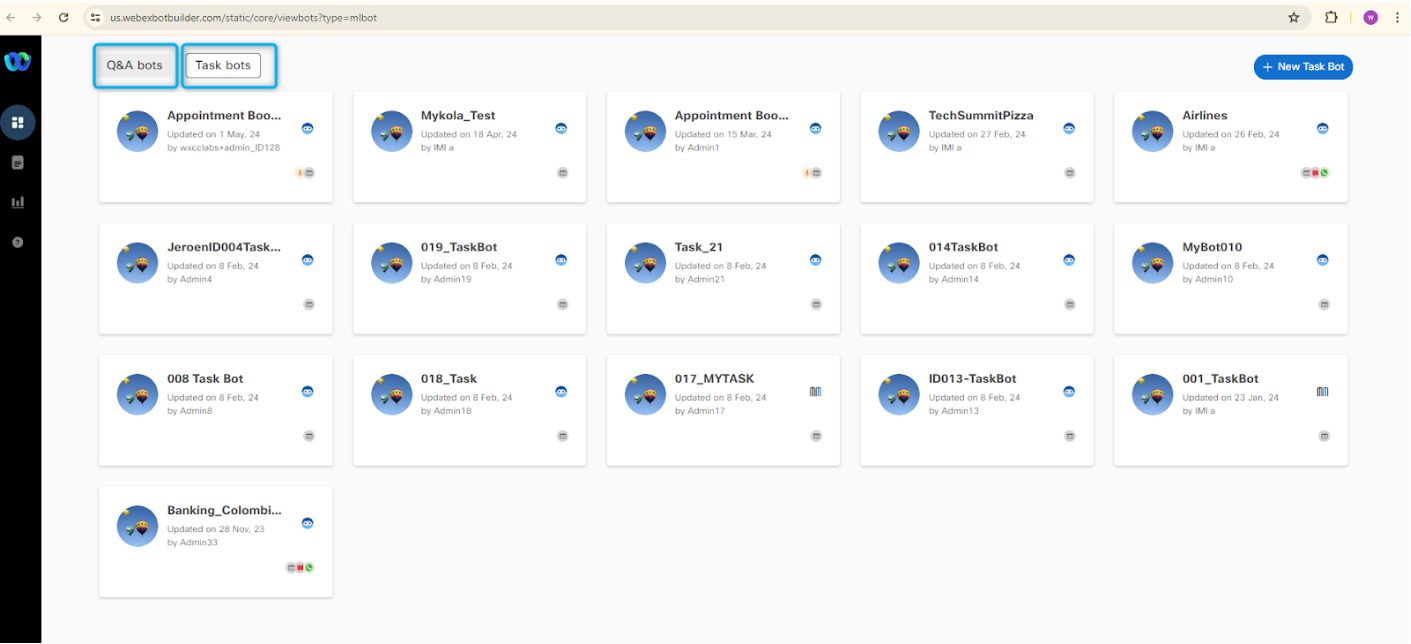 us.webexbotbuilder.com/static/core/viewbots?type=mlbot
W
Q&A bots
Task bots
+ New Task Bot
Appointment Boo...
Updated on 1 May, 24
by wxcclabs+admin_ID128
Mykola_Test
Updated on 18 Apr, 24
by IMI a
Appointment Boo...
Updated on 15 Mar, 24
by Admin1
TechSummitPizza
Updated on 27 Feb, 24
by IMI a
Airlines
Updated on 26 Feb, 24
by IMI a
JeroenID004Task...
Updated on 8 Feb, 24
by Admin4
019_TaskBot
Updated on 8 Feb, 24
by Admin19
Task_21
Updated on 8 Feb, 24
by Admin21
014TaskBot
Updated on 8 Feb, 24
by Admin14
MyBot010
Updated on 8 Feb, 24
by Admin10
008 Task Bot
Updated on 8 Feb, 24
by Admin8
018_Task
Updated on 8 Feb, 24
by Admin18
017_MYTASK
Updated on 8 Feb, 24
by Admin17
ID013-TaskBot
Updated on 8 Feb, 24
by Admin13
001_TaskBot
Updated on 23 Jan, 24
by IMI a
Banking_Colombi...
Updated on 28 Nov, 23
by Admin33